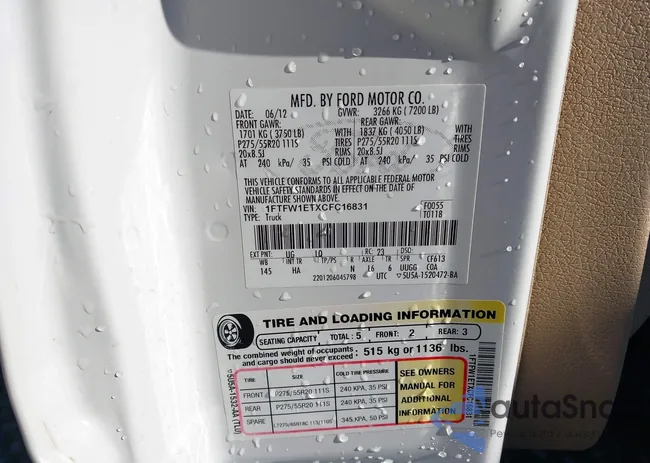 MFD. BY FORD MOTOR CO.
DATE: 06/12 GVWR: 3266 KG ( 7200 LB)
FRONT GAWR: REAR GAWR:
1701 KG ( 3750 LB) WITH 1837 KG ( 4050 LB) WITH
P275/55R20 111S TIRES P275/55R20 111S TIRES
20x8.5J RIMS 20x8.5J RIMS
AT 240 kPa/ 35 PSI COLD AT 240 kPa/ 35 PSI COLD
THIS VEHICLE CONFORMS TO ALL APPLICABLE FEDERAL MOTOR
VEHICLE SAFETY STANDARDS IN EFFECT ON THE DATE OF
MANUFACTURE SHOWN ABOVE.
VIN: 1FTFW1ETXCFC16831 F0055
TYPE: Truck T0118
EXT PNT: UG LQ RC: 23 DSO:
WB INT TR TP/PS R AXLE TR SPR CF613
145 HA N 16 6 UUGG COA
2201206045798 UTC 5U5A-1520472-BA
TIRE AND LOADING INFORMATION
SEATING CAPACITY TOTAL: 5 FRONT: 2 REAR: 3
The combined weight of occupants and cargo should never exceed: 515 kg or 1136 lbs.
TIRE SIZE COLD TIRE PRESSURE
FRONT P275/55R20 111S 240 KPA, 35 PSI
REAR P275/55R20 111S 240 KPA, 35 PSI
SPARE 345 KPA, 50 PSI
SEE OWNERS
MANUAL FOR
ADDITIONAL
INFORMATION
1FTFW1ETXCFC16831